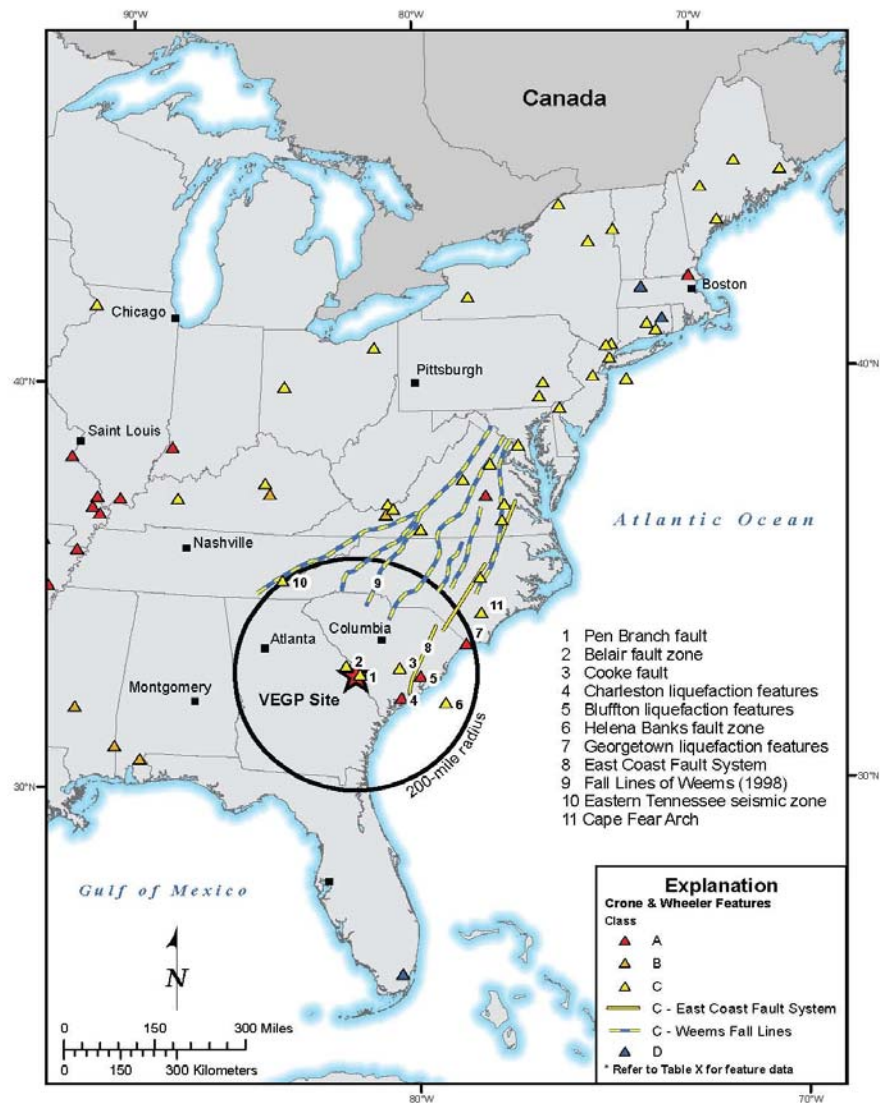 90°W
80°W
70°W
Canada
Boston
Chicago
40°N
40°N
Pittsburgh
Saint Louis
Atlantic Ocean
Nashville
10
9
Columbia
11
Atlanta
7
8
2
3
1
5
Montgomery
VEGP Site
4
6
200-mile radius
30°N
30°N
1 Pen Branch fault
2 Belair fault zone
3 Cooke fault
4 Charleston liquefaction features
5 Bluffton liquefaction features
6 Helena Banks fault zone
7 Georgetown liquefaction features
8 East Coast Fault System
9 Fall Lines of Weems (1998)
10 Eastern Tennessee seismic zone
11 Cape Fear Arch
Gulf of Mexico
N
0 150 300 Miles
0 150 300 Kilometers
Explanation
Crone & Wheeler Features
Class
A
B
C
C - East Coast Fault System
C - Weems Fall Lines
D
* Refer to Table X for feature data
80°W
70°W